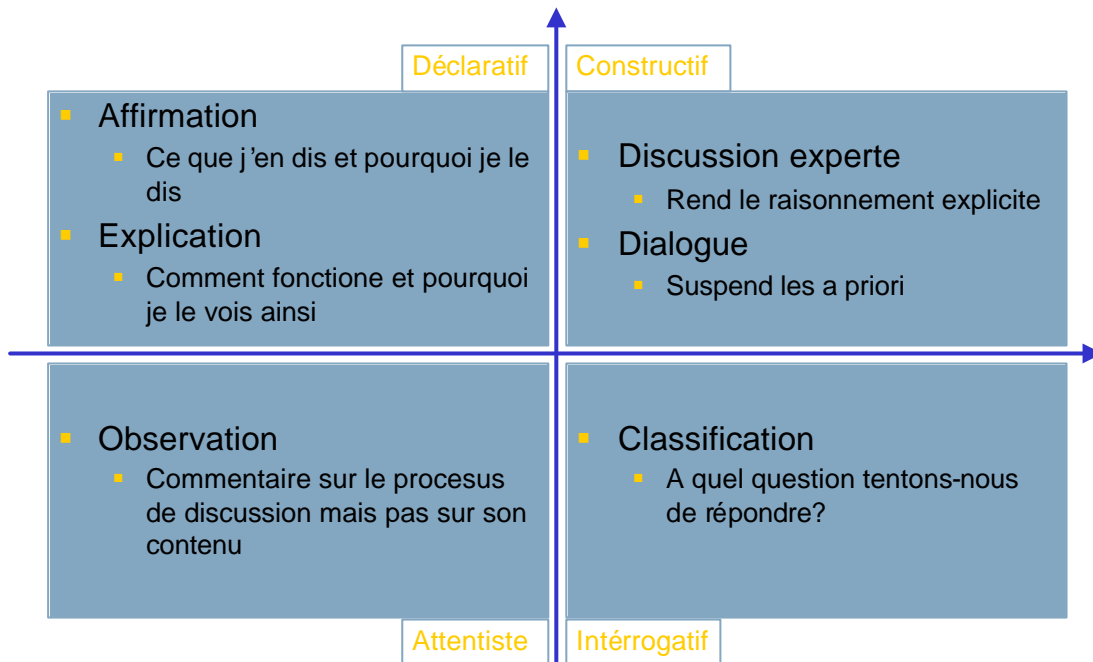 Déclaratif
Affirmation
Ce que j'en dis et pourquoi je le
dis
Explication
Comment fonctione et pourquoi
je le vois ainsi
Constructif
Discussion experte
Rend le raisonnement explicite
Dialogue
Suspend les a priori
Observation
Commentaire sur le procesus
de discussion mais pas sur son
contenu
Attentiste
Classification
A quel question tentons-nous
de répondre?
Intérrogatif